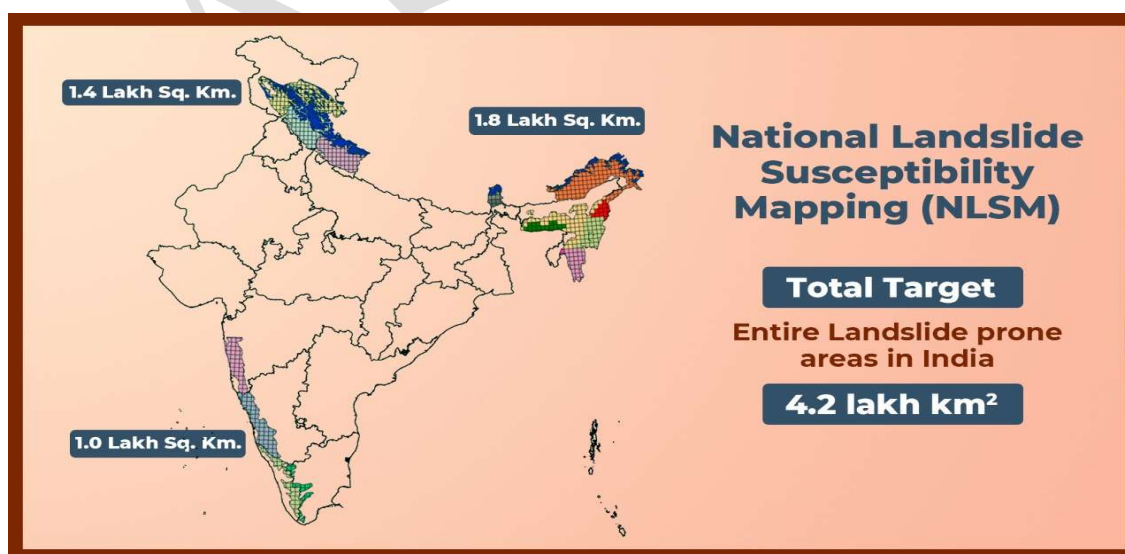 1.4 Lakh Sq. Km.
1.8 Lakh Sq. Km.
1.0 Lakh Sq. Km.
National Landslide
Susceptibility
Mapping (NLSM)
Total Target
Entire Landslide prone
areas in India
4.2 lakh km²